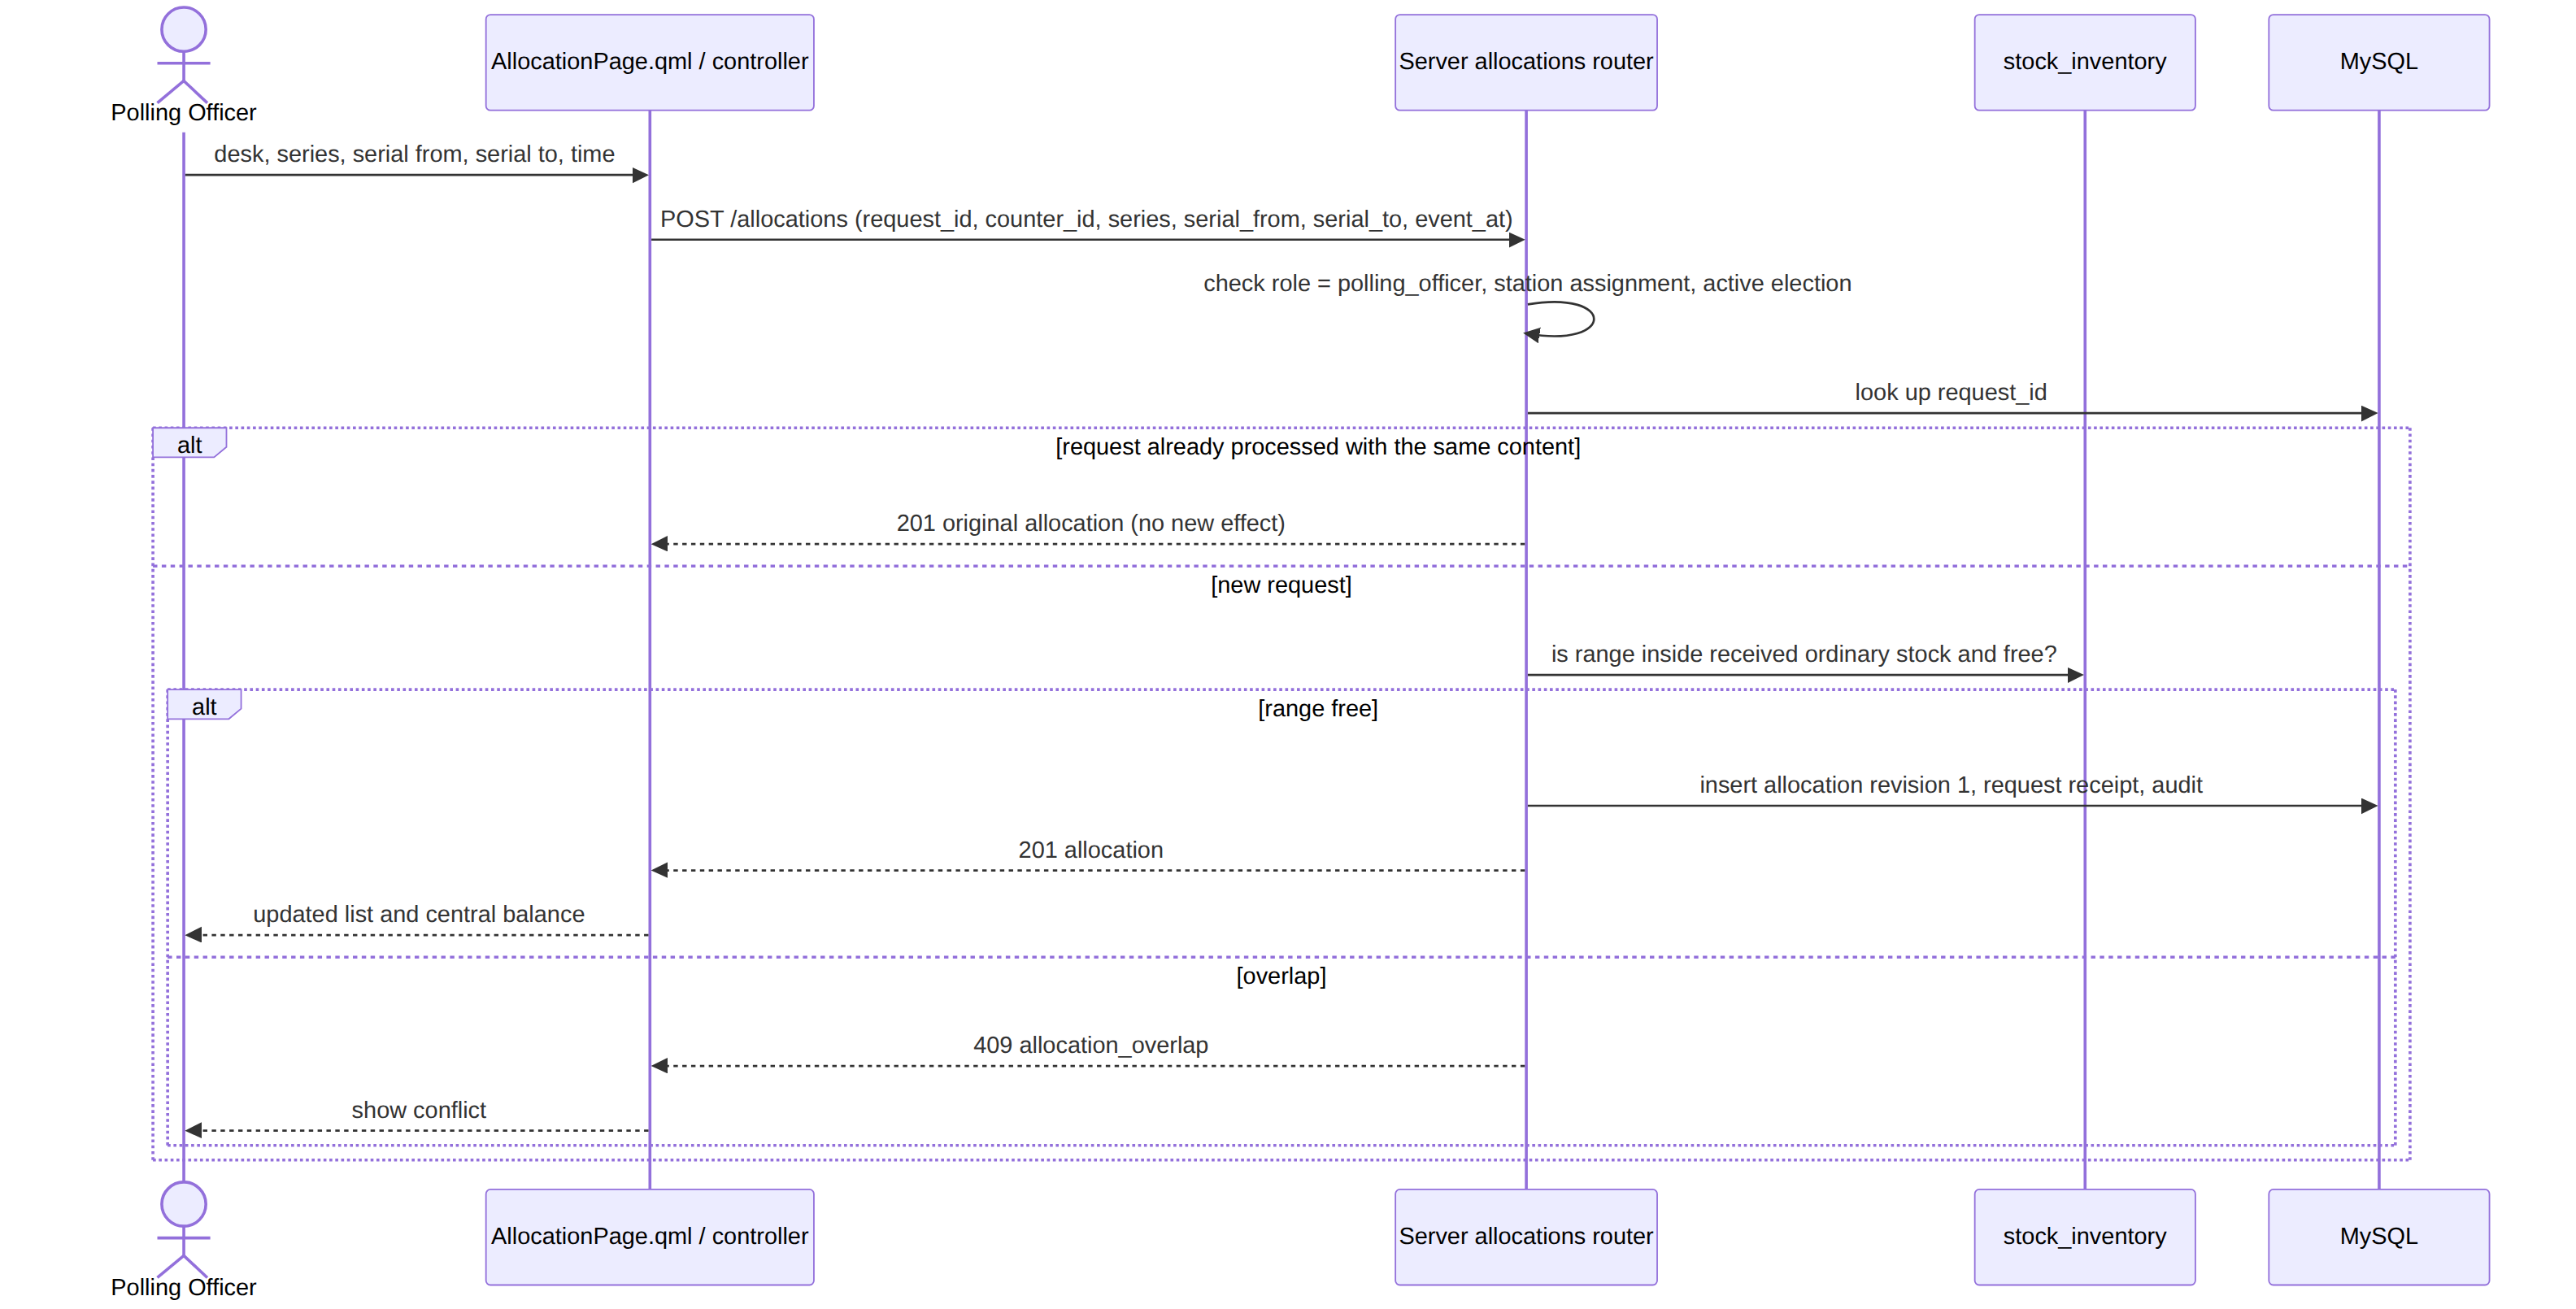 Polling Officer
AllocationPage.qml / controller
Server allocations router
stock_inventory
MySQL
desk, series, serial from, serial to, time
POST /allocations (request_id, counter_id, series, serial_from, serial_to, event_at)
check role = polling_officer, station assignment, active election
look up request_id
alt
[request already processed with the same content]
201 original allocation (no new effect)
[new request]
is range inside received ordinary stock and free?
alt
[range free]
insert allocation revision 1, request receipt, audit
201 allocation
updated list and central balance
[overlap]
409 allocation_overlap
show conflict
Polling Officer
AllocationPage.qml / controller
Server allocations router
stock_inventory
MySQL